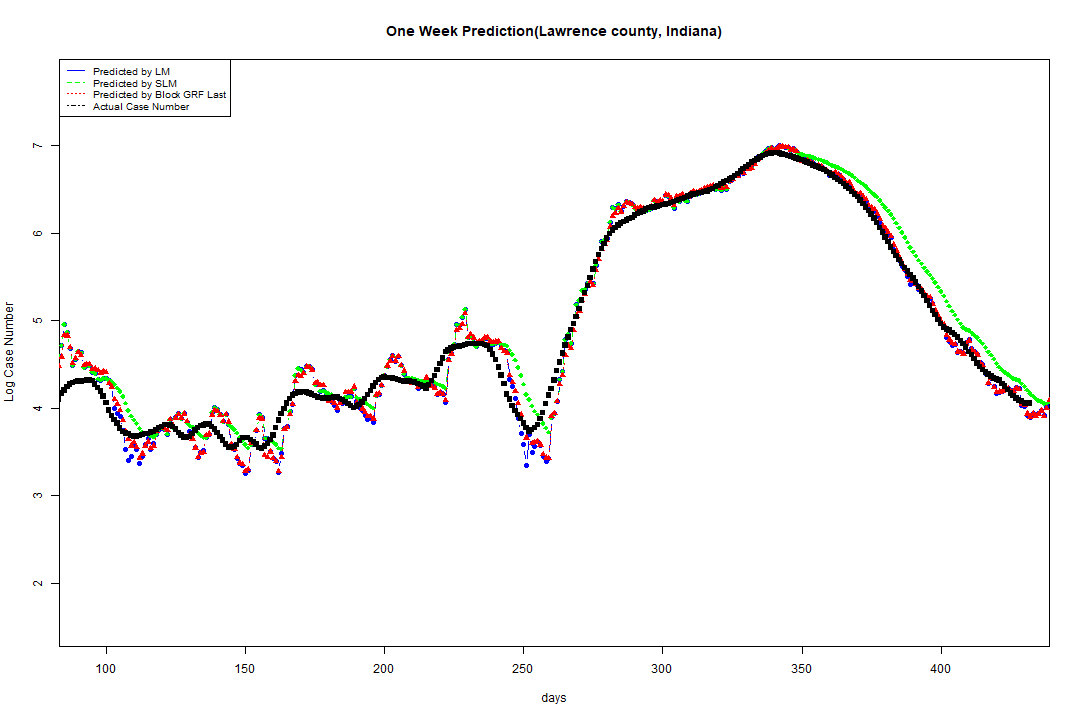 One Week Prediction(Lawrence county, Indiana)
Predicted by LM
Predicted by SLM
Predicted by Block GRF Last
Actual Case Number
7
6
5
4
3
2
Log Case Number
100 150 200 250 300 350 400
days